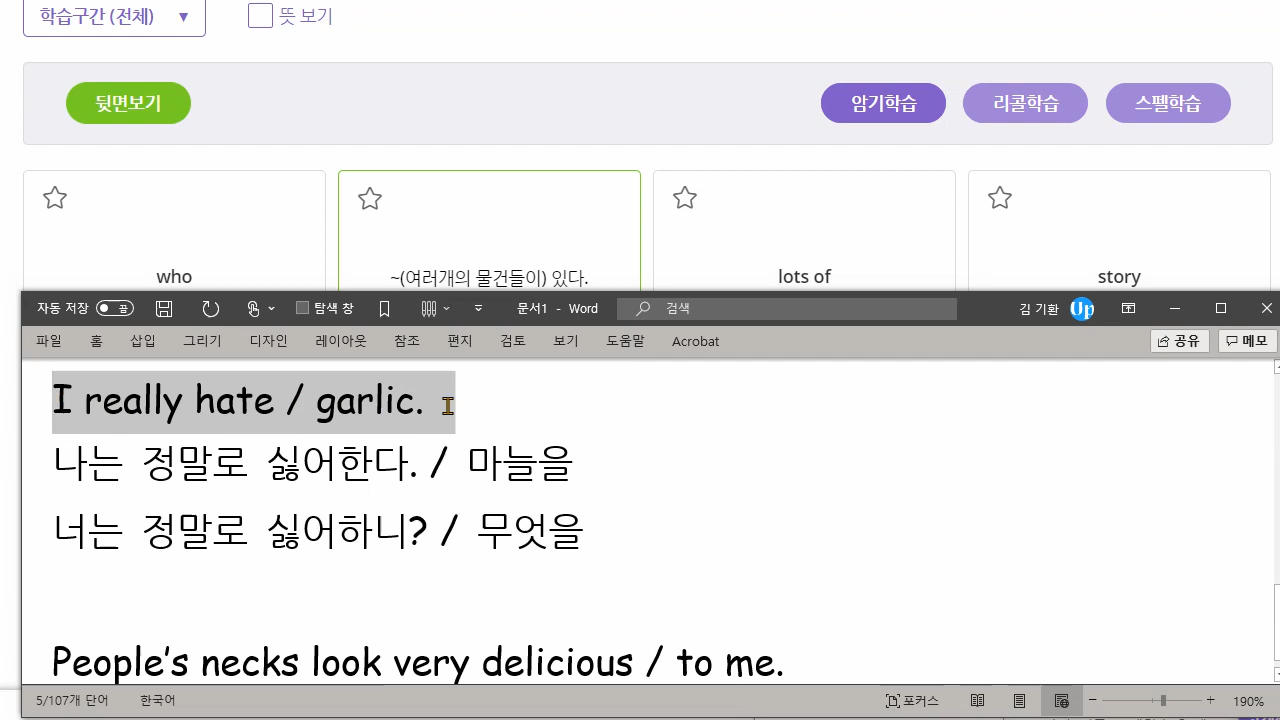 학습구간 (전체) ▼ 뜻 보기
뒷면보기 암기학습 리콜학습 스펠학습
who ~(여러개의 물건들이) 있다. lots of story
자동 저장 끔 탐색 창 문서1 - Word 검색 김 기환 Up
파일 홈 삽입 그리기 디자인 레이아웃 참조 편지 검토 보기 도움말 Acrobat 공유 메모
I really hate / garlic.
나는 정말로 싫어한다. / 마늘을
너는 정말로 싫어하니? / 무엇을
People's necks look very delicious / to me.
5/107개 단어 한국어 포커스 190%